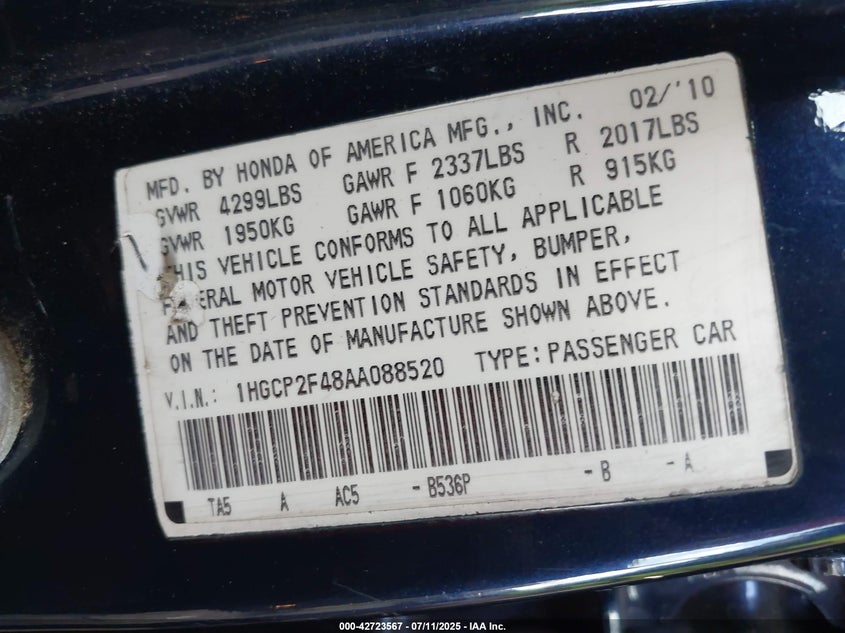 MFD. BY HONDA OF AMERICA MFG., INC. 02/'10
GVWR 4299LBS GAWR F 2337LBS R 2017LBS
GVWR 1950KG GAWR F 1060KG R 915KG
THIS VEHICLE CONFORMS TO ALL APPLICABLE
FEDERAL MOTOR VEHICLE SAFETY, BUMPER,
AND THEFT PREVENTION STANDARDS IN EFFECT
ON THE DATE OF MANUFACTURE SHOWN ABOVE.
V.I.N.: 1HGCP2F48AA088520 TYPE: PASSENGER CAR
TA5 A AC5 - B536P - B - A
000-42723567 - 07/11/2025 - IAA Inc.